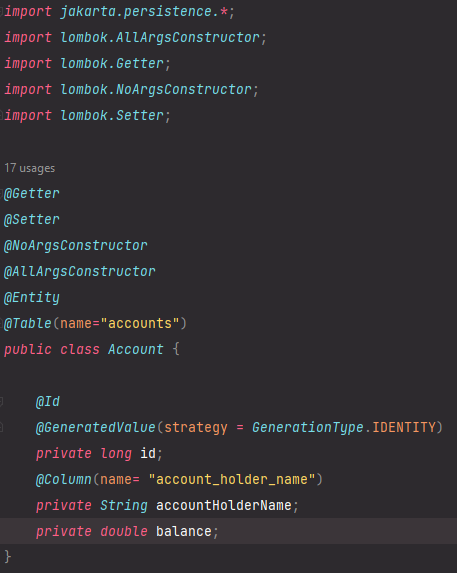 import jakarta.persistence.*;
import lombok.AllArgsConstructor;
import lombok.Getter;
import lombok.NoArgsConstructor;
import lombok.Setter;
17 usages
@Getter
@Setter
@NoArgsConstructor
@AllArgsConstructor
@Entity
@Table(name="accounts")
public class Account {
@Id
@GeneratedValue(strategy = GenerationType.IDENTITY)
private long id;
@Column(name= "account_holder_name")
private String accountHolderName;
private double balance;
}